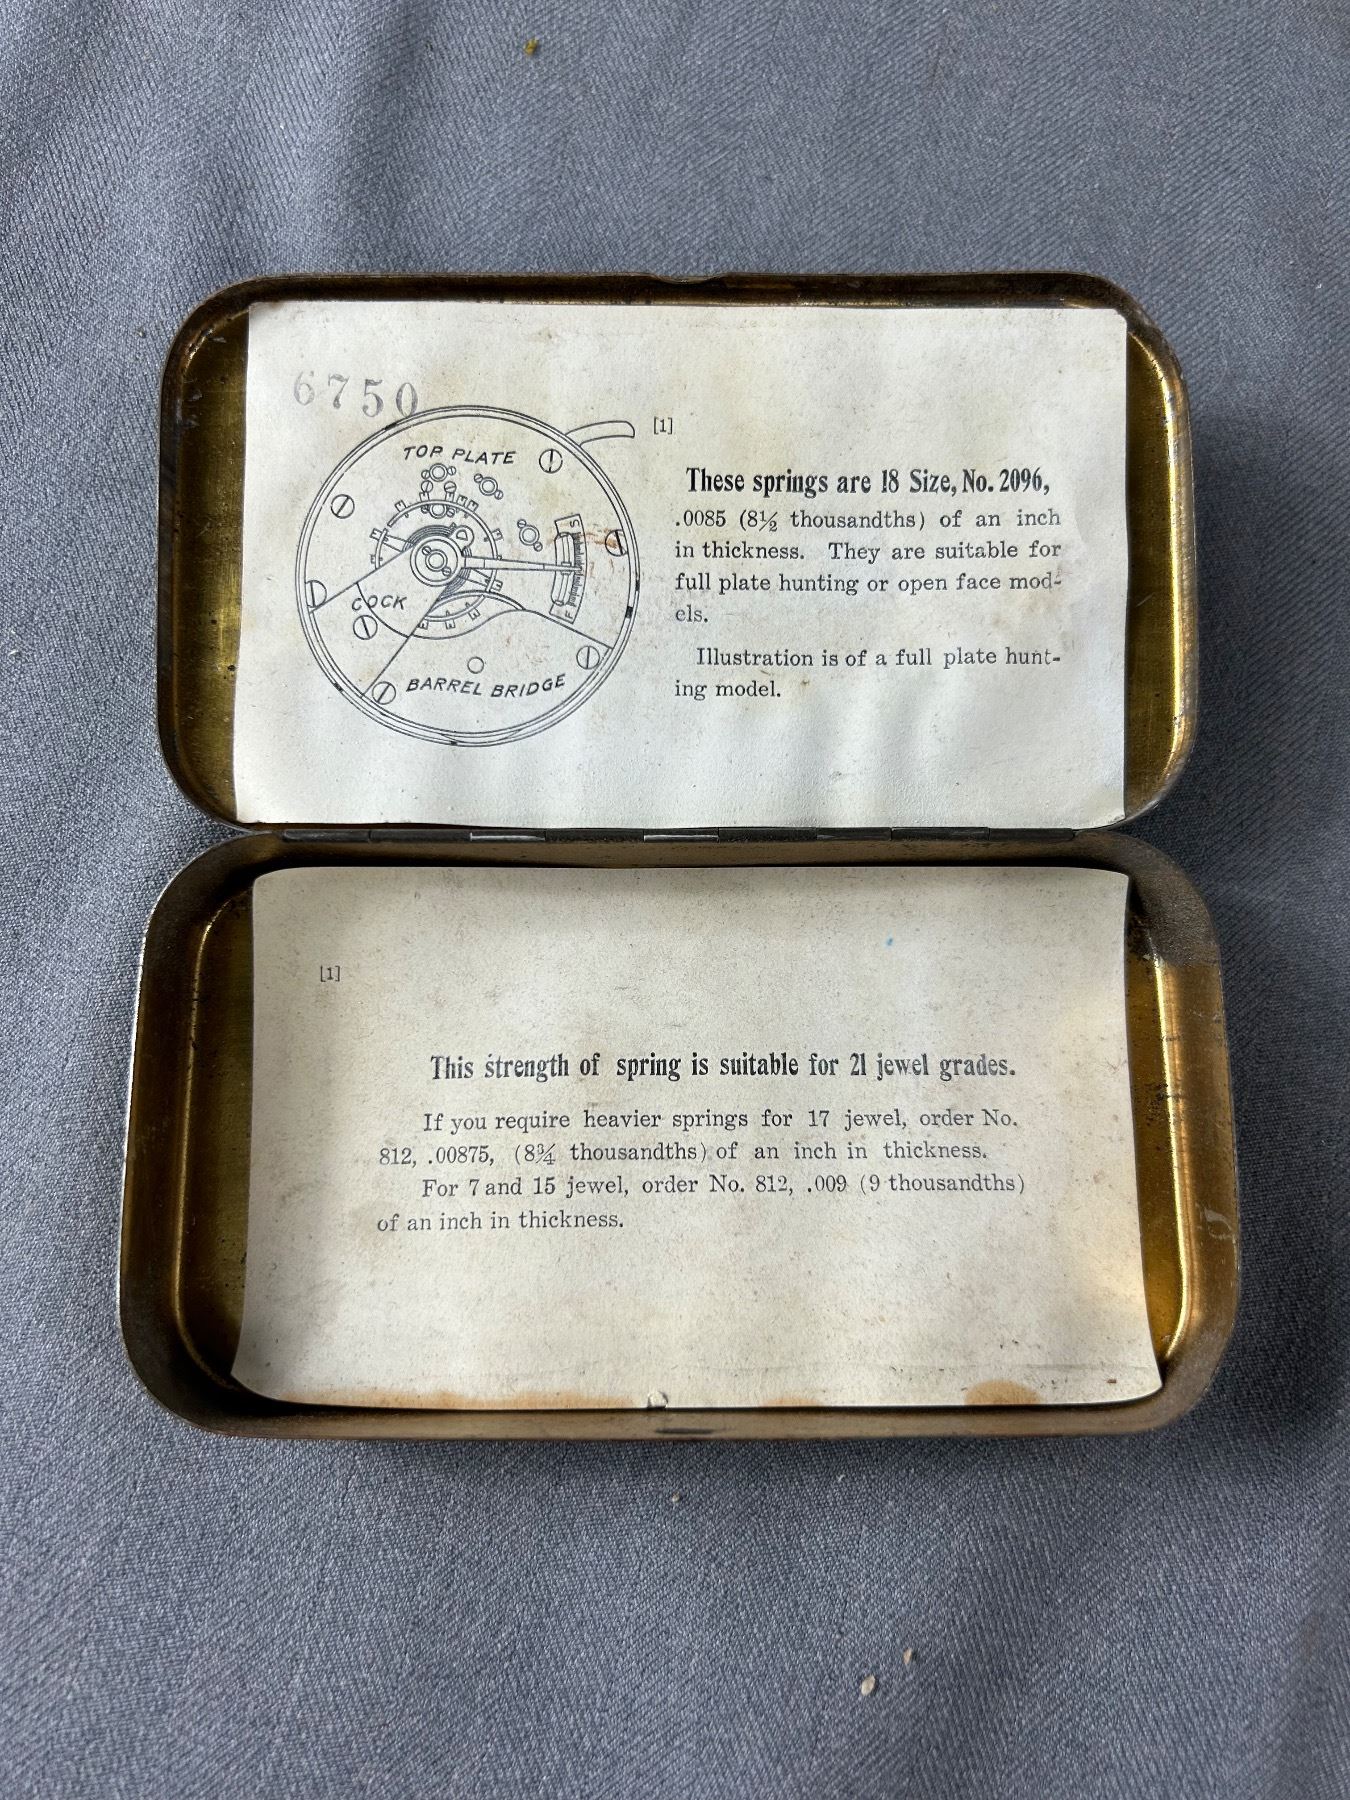 6750
TOP PLATE
S
F
COCK
BARREL BRIDGE
[1]
These springs are 18 Size, No. 2096,
.0085 (8½ thousandths) of an inch
in thickness. They are suitable for
full plate hunting or open face mod-
els.
Illustration is of a full plate hunt-
ing model.
[1]
This strength of spring is suitable for 21 jewel grades.
If you require heavier springs for 17 jewel, order No.
812, .00875, (8¾ thousandths) of an inch in thickness.
For 7 and 15 jewel, order No. 812, .009 (9 thousandths)
of an inch in thickness.